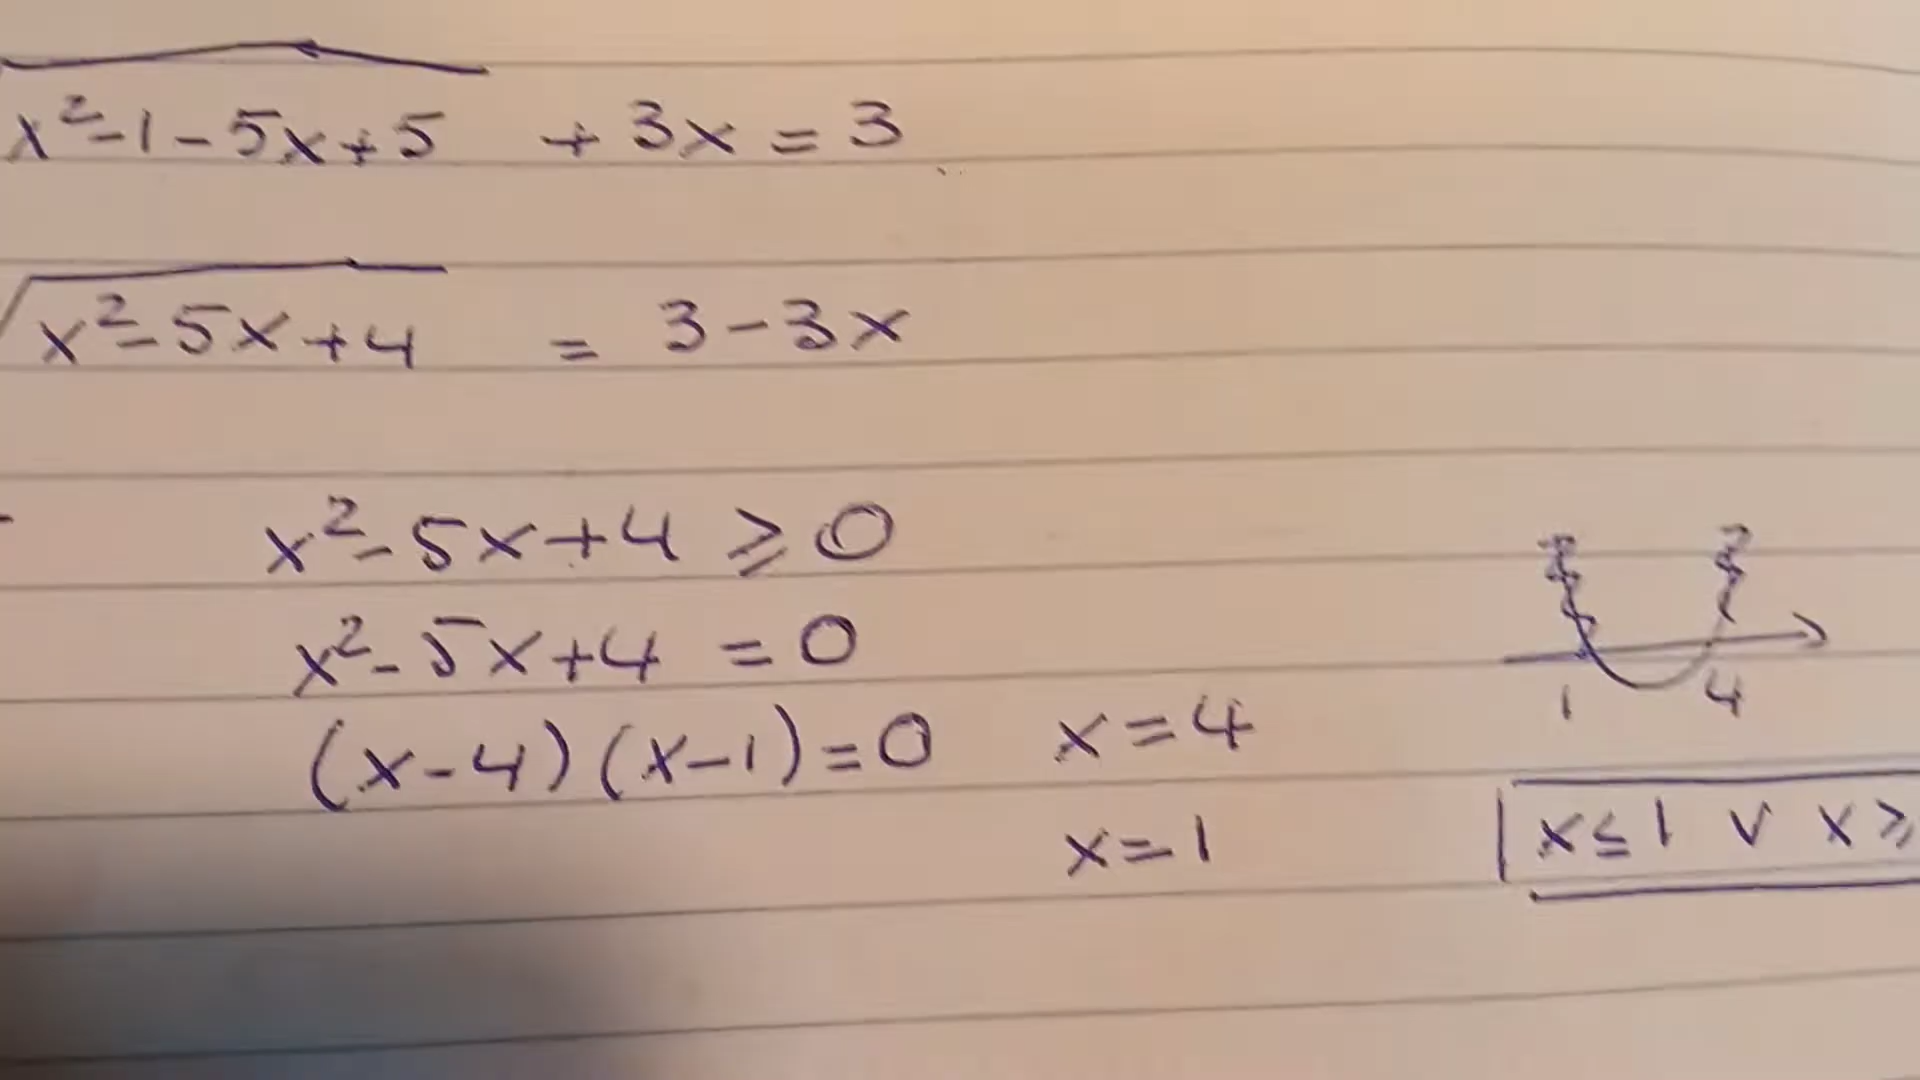 x²-1-5x+5 + 3x = 3
√x²-5x+4 = 3-3x
x²-5x+4 ≥ 0
x²-5x+4 = 0
(x-4)(x-1)=0 x=4
x=1
1 4
x≤1 ∨ x≥